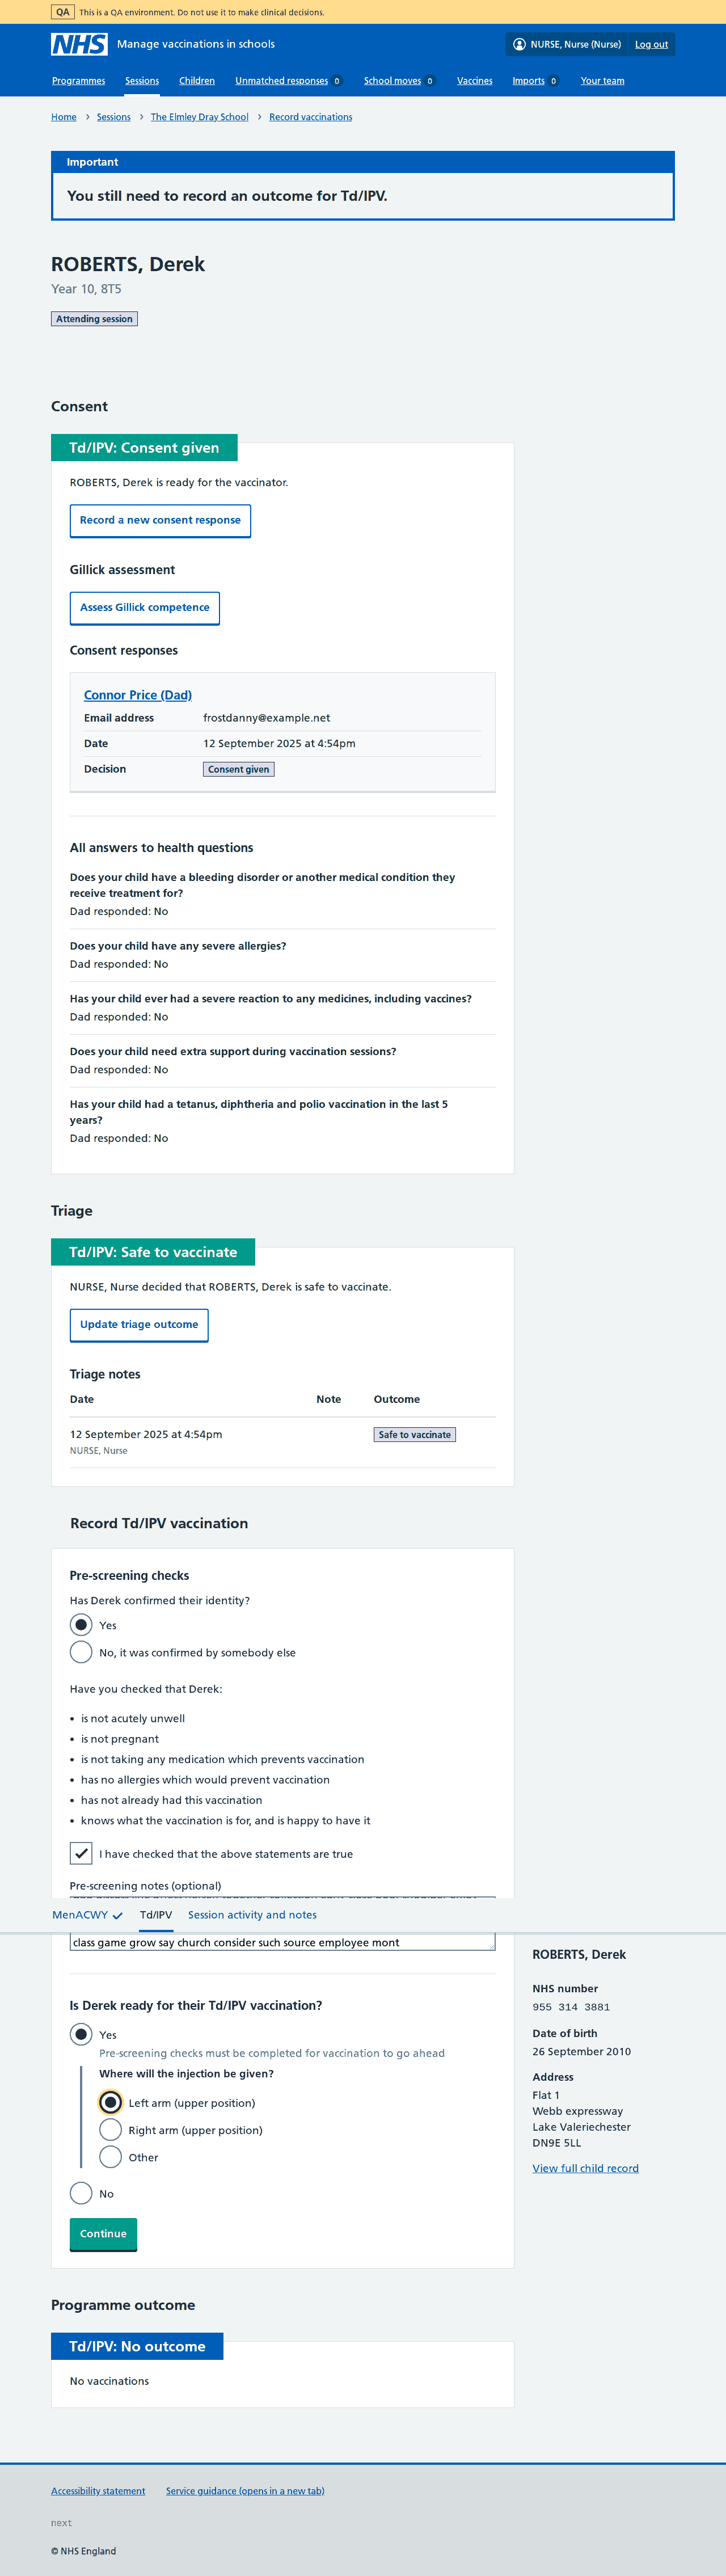 QA This is a QA environment. Do not use it to make clinical decisions.
NHS Manage vaccinations in schools NURSE, Nurse (Nurse) Log out
Programmes Sessions Children Unmatched responses 0 School moves 0 Vaccines Imports 0 Your team
Home Sessions The Elmley Dray School Record vaccinations
Important
You still need to record an outcome for Td/IPV.
ROBERTS, Derek
Year 10, 8T5
Attending session
Consent
Td/IPV: Consent given
ROBERTS, Derek is ready for the vaccinator.
Record a new consent response
Gillick assessment
Assess Gillick competence
Consent responses
Connor Price (Dad)
Email address frostdanny@example.net
Date 12 September 2025 at 4:54pm
Decision Consent given
All answers to health questions
Does your child have a bleeding disorder or another medical condition they
receive treatment for?
Dad responded: No
Does your child have any severe allergies?
Dad responded: No
Has your child ever had a severe reaction to any medicines, including vaccines?
Dad responded: No
Does your child need extra support during vaccination sessions?
Dad responded: No
Has your child had a tetanus, diphtheria and polio vaccination in the last 5
years?
Dad responded: No
Triage
Td/IPV: Safe to vaccinate
NURSE, Nurse decided that ROBERTS, Derek is safe to vaccinate.
Update triage outcome
Triage notes
Date Note Outcome
12 September 2025 at 4:54pm Safe to vaccinate
NURSE, Nurse
Record Td/IPV vaccination
Pre-screening checks
Has Derek confirmed their identity?
Yes
No, it was confirmed by somebody else
Have you checked that Derek:
• is not acutely unwell
• is not pregnant
• is not taking any medication which prevents vaccination
• has no allergies which would prevent vaccination
• has not already had this vaccination
• knows what the vaccination is for, and is happy to have it
I have checked that the above statements are true
Pre-screening notes (optional)
MenACWY Td/IPV Session activity and notes
class game grow say church consider such source employee mont
Is Derek ready for their Td/IPV vaccination?
Yes
Pre-screening checks must be completed for vaccination to go ahead
Where will the injection be given?
Left arm (upper position)
Right arm (upper position)
Other
No
Continue
ROBERTS, Derek
NHS number
955 314 3881
Date of birth
26 September 2010
Address
Flat 1
Webb expressway
Lake Valeriechester
DN9E 5LL
View full child record
Programme outcome
Td/IPV: No outcome
No vaccinations
Accessibility statement Service guidance (opens in a new tab)
next
© NHS England